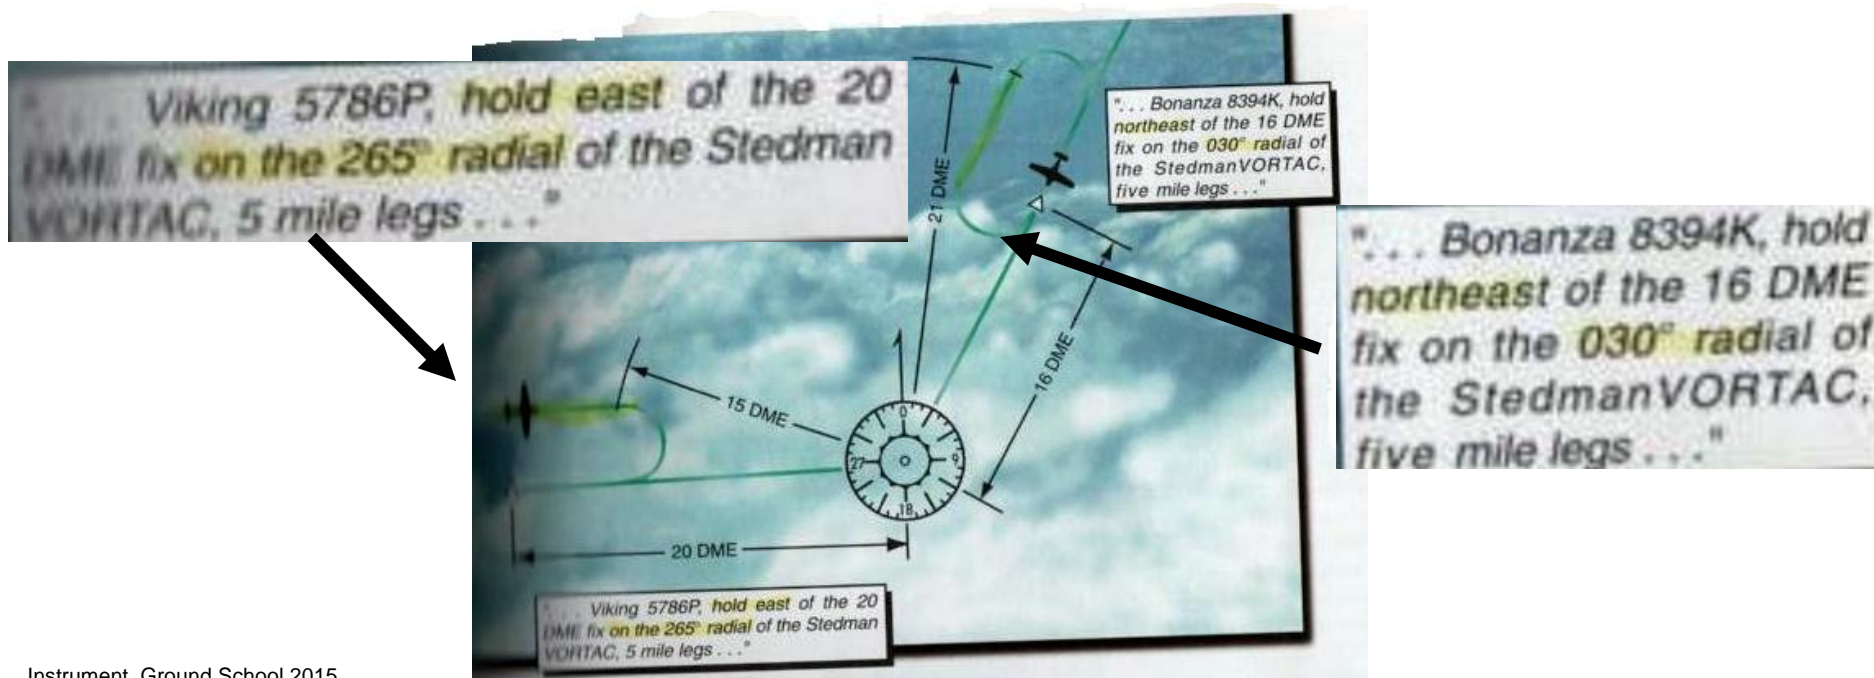 ". . . . Viking 5786P, hold east of the 20
DME fix on the 265° radial of the Stedman
VORTAC, 5 mile legs . . ."
". . . Bonanza 8394K, hold
northeast of the 16 DME
fix on the 030° radial of
the StedmanVORTAC,
five mile legs . . ."
". . . Bonanza 8394K, hold
northeast of the 16 DME
fix on the 030° radial of
the StedmanVORTAC,
five mile legs . . ."
21 DME
16 DME
15 DME
0
27
9
18
20 DME
". . . . Viking 5786P, hold east of the 20
DME fix on the 265° radial of the Stedman
VORTAC, 5 mile legs . . ."
Instrument Ground School 2015